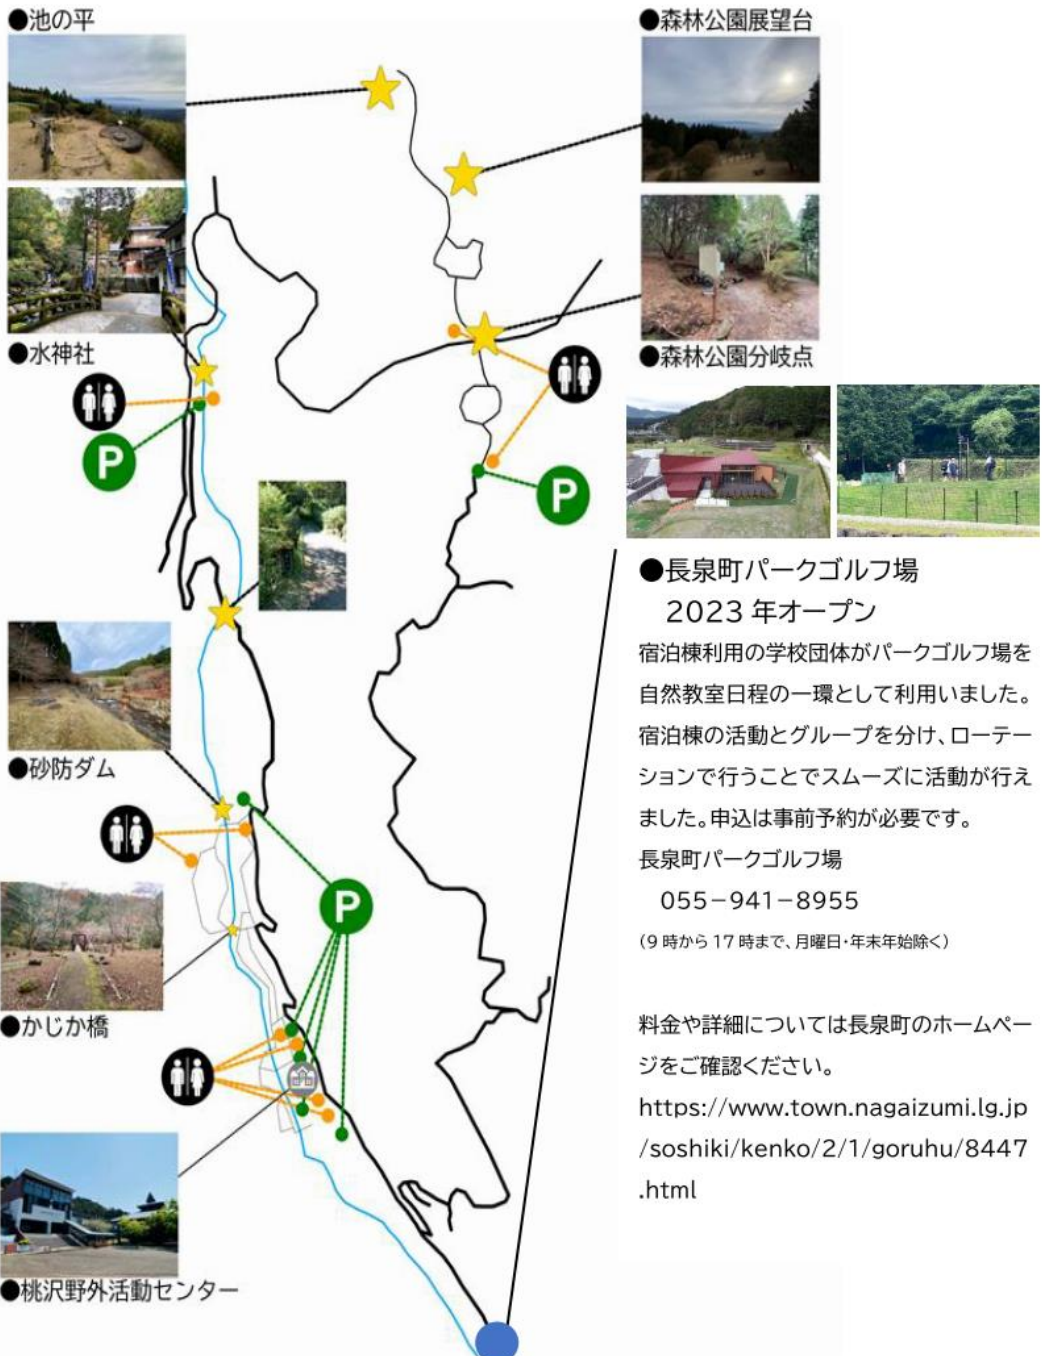 ●池の平
●森林公園展望台
●水神社
●森林公園分岐点
P
P
●長泉町パークゴルフ場
2023年オープン
宿泊棟利用の学校団体がパークゴルフ場を
自然教室日程の一環として利用いました。
宿泊棟の活動とグループを分け、ローテー
ションで行うことでスムーズに活動が行え
ました。申込は事前予約が必要です。
長泉町パークゴルフ場
055-941-8955
(9時から17時まで、月曜日・年末年始除く)
料金や詳細については長泉町のホームペー
ジをご確認ください。
https://www.town.nagaizumi.lg.jp
/soshiki/kenko/2/1/goruhu/8447
.html
●砂防ダム
P
●かじか橋
●桃沢野外活動センター